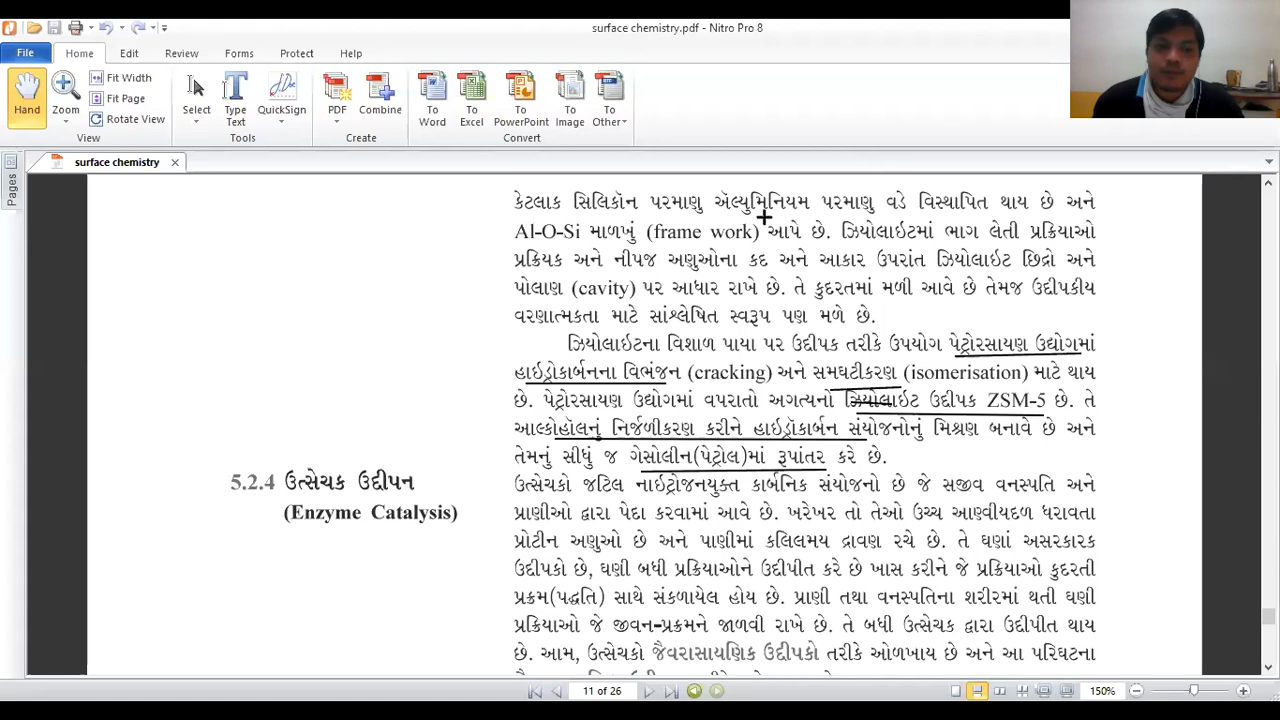 surface chemistry.pdf - Nitro Pro 8
File Home Edit Review Forms Protect Help
Hand Zoom Fit Width Fit Page Rotate View Select Type Text QuickSign PDF Combine To Word To Excel To PowerPoint To Image To Other
View Tools Create Convert
surface chemistry
Pages
કેટલાક સિલિકૉન પરમાણુ ઍલ્યુમિનિયમ પરમાણુ વડે વિસ્થાપિત થાય છે અને
Al-O-Si માળખું (frame work) આપે છે. ઝિયોલાઇટમાં ભાગ લેતી પ્રક્રિયાઓ
પ્રક્રિયક અને નીપજ અણુઓના કદ અને આકાર ઉપરાંત ઝિયોલાઇટ છિદ્રો અને
પોલાણ (cavity) પર આધાર રાખે છે. તે કુદરતમાં મળી આવે છે તેમજ ઉદ્દીપકીય
વરણાત્મકતા માટે સાંશ્લેષિત સ્વરૂપ પણ મળે છે.
ઝિયોલાઇટના વિશાળ પાયા પર ઉદ્દીપક તરીકે ઉપયોગ પેટ્રોરસાયણ ઉદ્યોગમાં
હાઇડ્રોકાર્બનના વિભંજન (cracking) અને સમઘટીકરણ (isomerisation) માટે થાય
છે. પેટ્રોરસાયણ ઉદ્યોગમાં વપરાતો અગત્યનો ઝિયોલાઇટ ઉદ્દીપક ZSM-5 છે. તે
આલ્કોહૉલનું નિર્જળીકરણ કરીને હાઇડ્રૉકાર્બન સંયોજનોનું મિશ્રણ બનાવે છે અને
તેમનું સીધું જ ગેસોલીન(પેટ્રોલ)માં રૂપાંતર કરે છે.
5.2.4 ઉત્સેચક ઉદ્દીપન
(Enzyme Catalysis)
ઉત્સેચકો જટિલ નાઇટ્રોજનયુક્ત કાર્બનિક સંયોજનો છે જે સજીવ વનસ્પતિ અને
પ્રાણીઓ દ્વારા પેદા કરવામાં આવે છે. ખરેખર તો તેઓ ઉચ્ચ આણ્વીયદળ ધરાવતા
પ્રોટીન અણુઓ છે અને પાણીમાં કલિલમય દ્રાવણ રચે છે. તે ઘણાં અસરકારક
ઉદ્દીપકો છે, ઘણી બધી પ્રક્રિયાઓને ઉદ્દીપીત કરે છે ખાસ કરીને જે પ્રક્રિયાઓ કુદરતી
પ્રક્રમ(પદ્ધતિ) સાથે સંકળાયેલ હોય છે. પ્રાણી તથા વનસ્પતિના શરીરમાં થતી ઘણી
પ્રક્રિયાઓ જે જીવન-પ્રક્રમને જાળવી રાખે છે. તે બધી ઉત્સેચક દ્વારા ઉદ્દીપીત થાય
છે. આમ, ઉત્સેચકો જૈવરાસાયણિક ઉદ્દીપકો તરીકે ઓળખાય છે અને આ પરિઘટના
11 of 26
150%